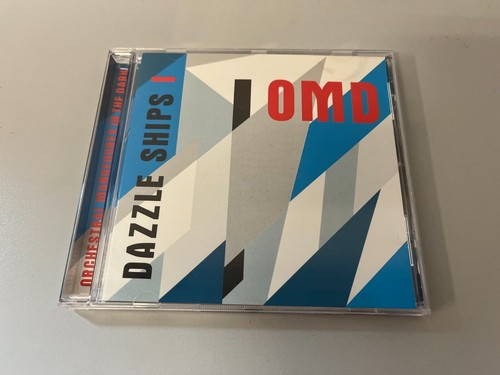 ORCHESTRAL MANOEUVRES IN THE DARK
DAZZLE SHIPS
OMD